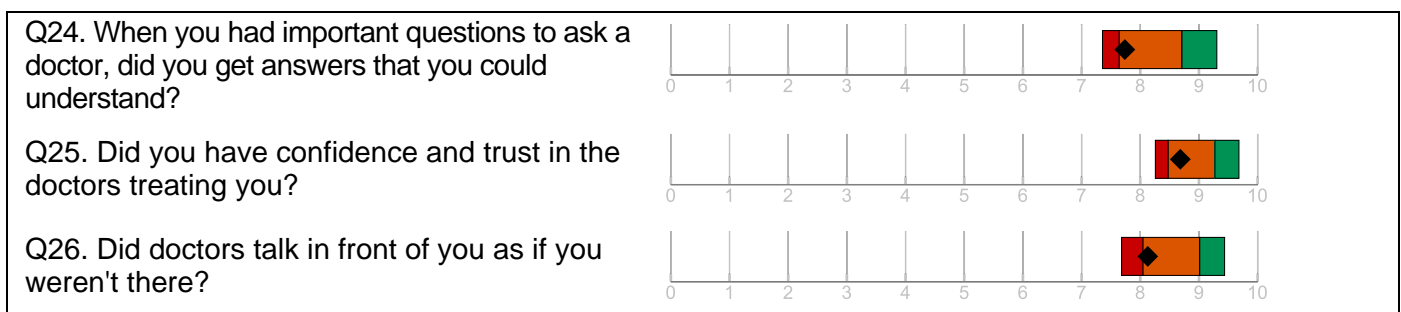 Q24. When you had important questions to ask a
doctor, did you get answers that you could
understand?
0 1 2 3 4 5 6 7 8 9 10
Q25. Did you have confidence and trust in the
doctors treating you?
0 1 2 3 4 5 6 7 8 9 10
Q26. Did doctors talk in front of you as if you
weren't there?
0 1 2 3 4 5 6 7 8 9 10